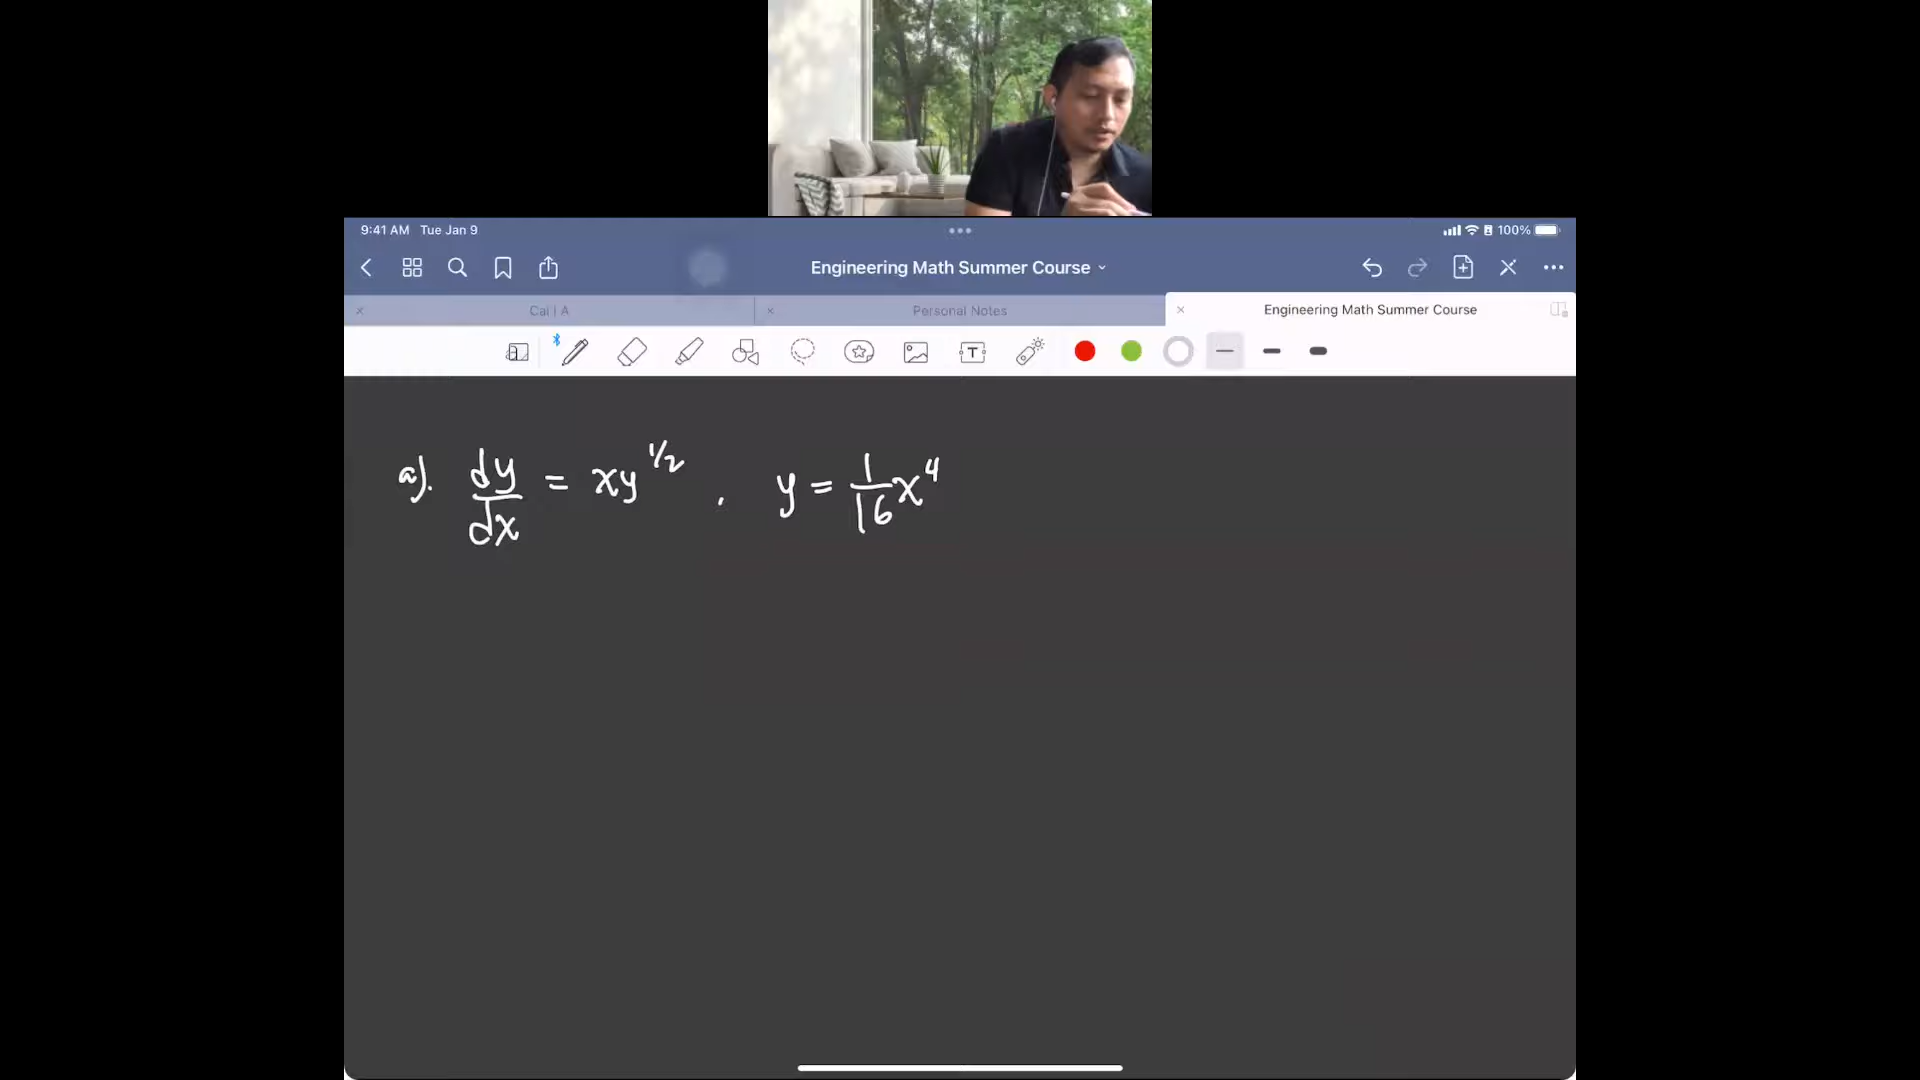 9:41 AM Tue Jan 9 100%
Engineering Math Summer Course
Cal I A Personal Notes Engineering Math Summer Course
T
a). dy/dx = xy^1/2 , y = 1/16 x^4